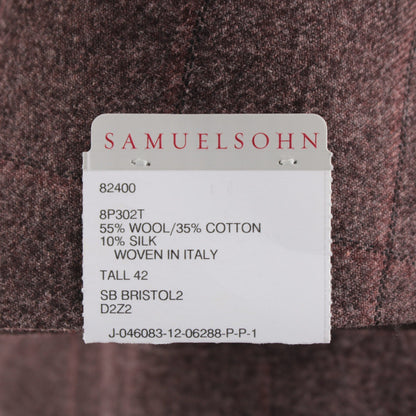 SAMUELSOHN
82400
8P302T
55% WOOL/35% COTTON
10% SILK
WOVEN IN ITALY
TALL 42
SB BRISTOL2
D2Z2
J-046083-12-06288-P-P-1